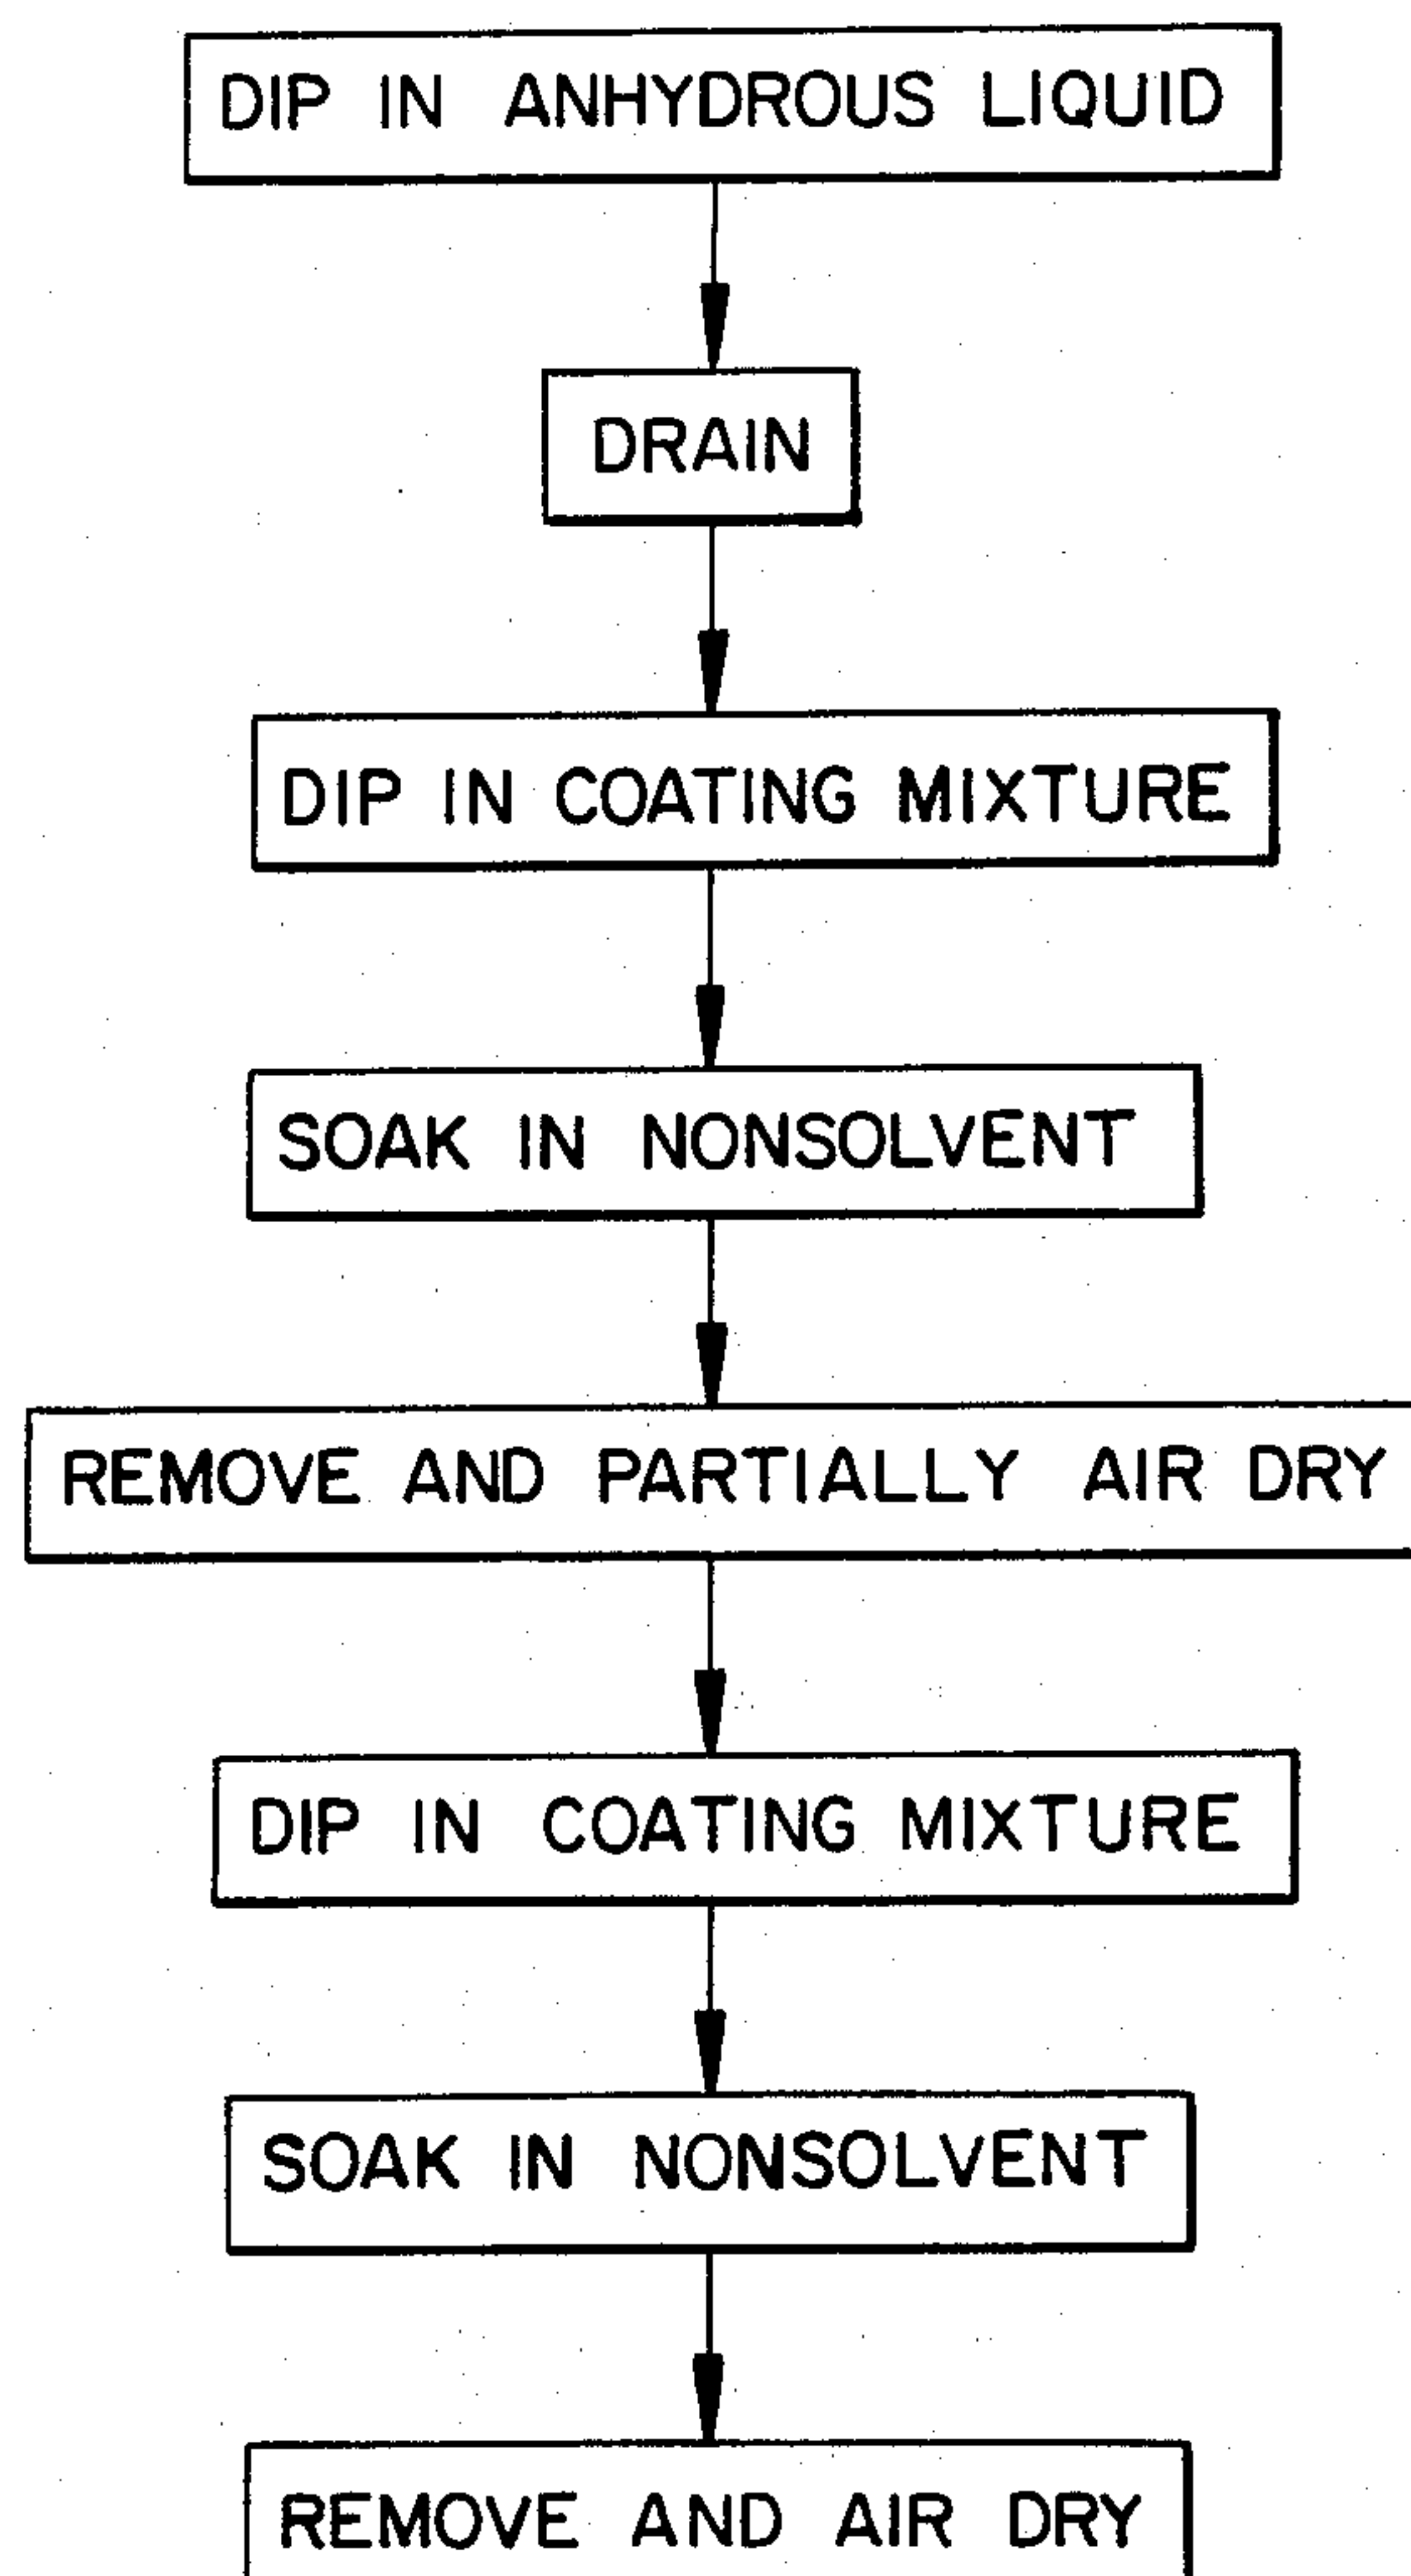 DIP IN ANHYDROUS LIQUID
DRAIN
DIP IN COATING MIXTURE
SOAK IN NONSOLVENT
REMOVE AND PARTIALLY AIR DRY
DIP IN COATING MIXTURE
SOAK IN NONSOLVENT
REMOVE AND AIR DRY